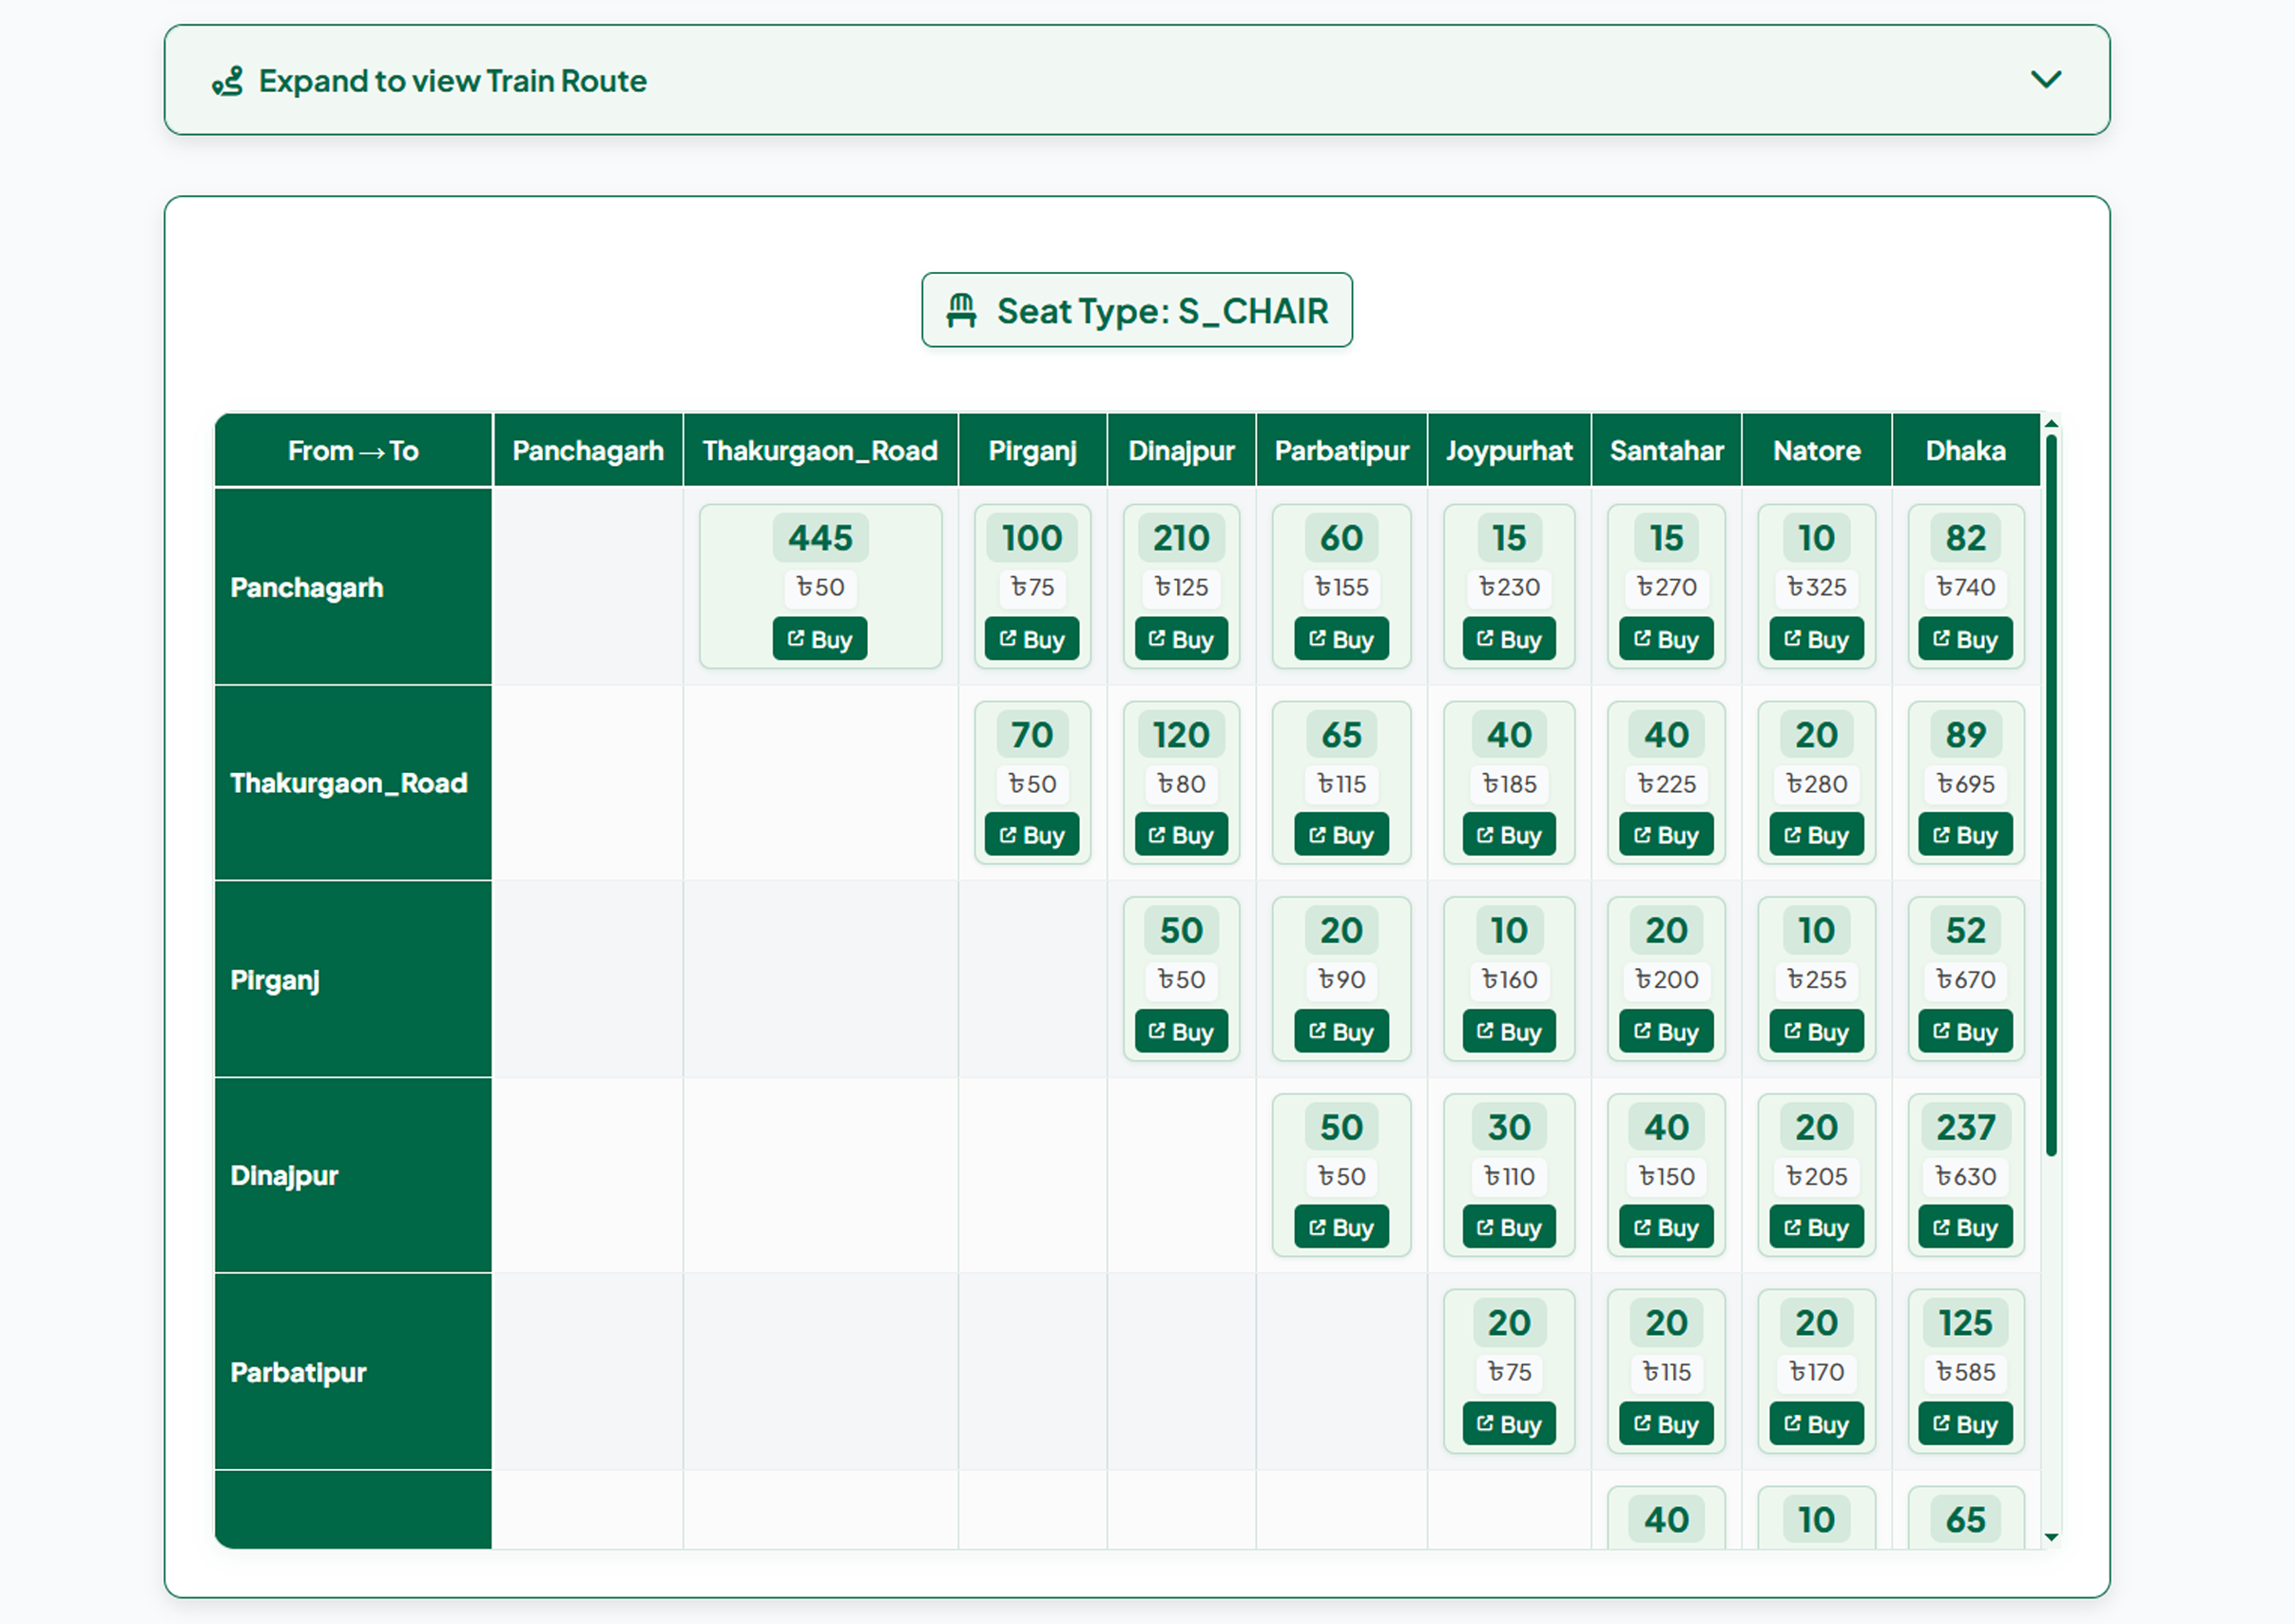 Expand to view Train Route
Seat Type: S_CHAIR
From→To Panchagarh Thakurgaon_Road Pirganj Dinajpur Parbatipur Joypurhat Santahar Natore Dhaka
445 100 210 60 15 15 10 82
Panchagarh ৳50 ৳75 ৳125 ৳155 ৳230 ৳270 ৳325 ৳740
Buy Buy Buy Buy Buy Buy Buy Buy
70 120 65 40 40 20 89
Thakurgaon_Road ৳50 ৳80 ৳115 ৳185 ৳225 ৳280 ৳695
Buy Buy Buy Buy Buy Buy Buy
50 20 10 20 10 52
Pirganj ৳50 ৳90 ৳160 ৳200 ৳255 ৳670
Buy Buy Buy Buy Buy Buy
50 30 40 20 237
Dinajpur ৳50 ৳110 ৳150 ৳205 ৳630
Buy Buy Buy Buy Buy
20 20 20 125
Parbatipur ৳75 ৳115 ৳170 ৳585
Buy Buy Buy Buy
40 10 65